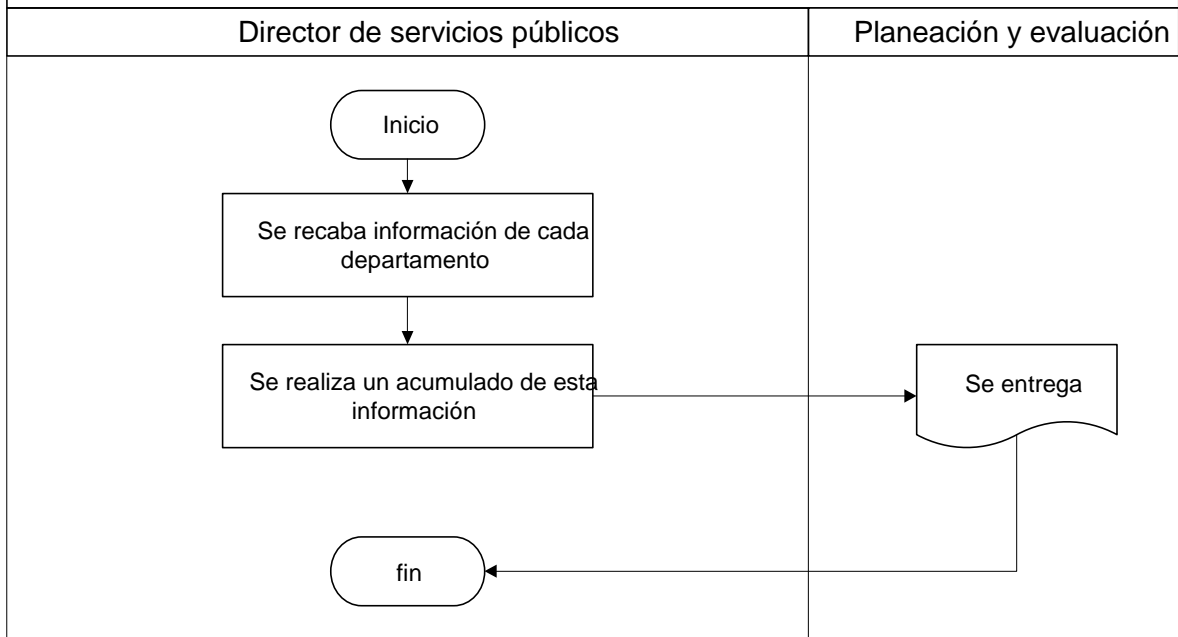 Director de servicios públicos
Planeación y evaluación
Inicio
Se recaba información de cada
departamento
Se realiza un acumulado de esta
información
Se entrega
fin